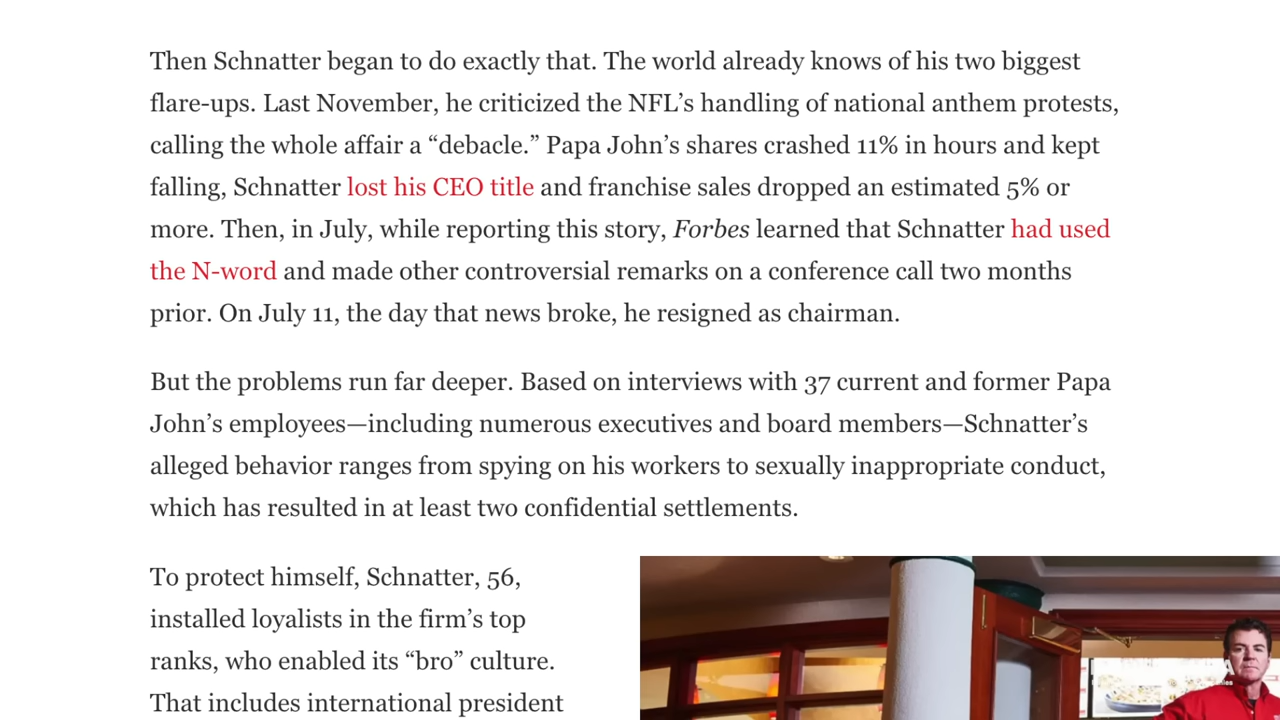 Then Schnatter began to do exactly that. The world already knows of his two biggest
flare-ups. Last November, he criticized the NFL’s handling of national anthem protests,
calling the whole affair a “debacle.” Papa John’s shares crashed 11% in hours and kept
falling, Schnatter lost his CEO title and franchise sales dropped an estimated 5% or
more. Then, in July, while reporting this story, Forbes learned that Schnatter had used
the N-word and made other controversial remarks on a conference call two months
prior. On July 11, the day that news broke, he resigned as chairman.
But the problems run far deeper. Based on interviews with 37 current and former Papa
John’s employees—including numerous executives and board members—Schnatter’s
alleged behavior ranges from spying on his workers to sexually inappropriate conduct,
which has resulted in at least two confidential settlements.
To protect himself, Schnatter, 56,
installed loyalists in the firm’s top
ranks, who enabled its “bro” culture.
That includes international president